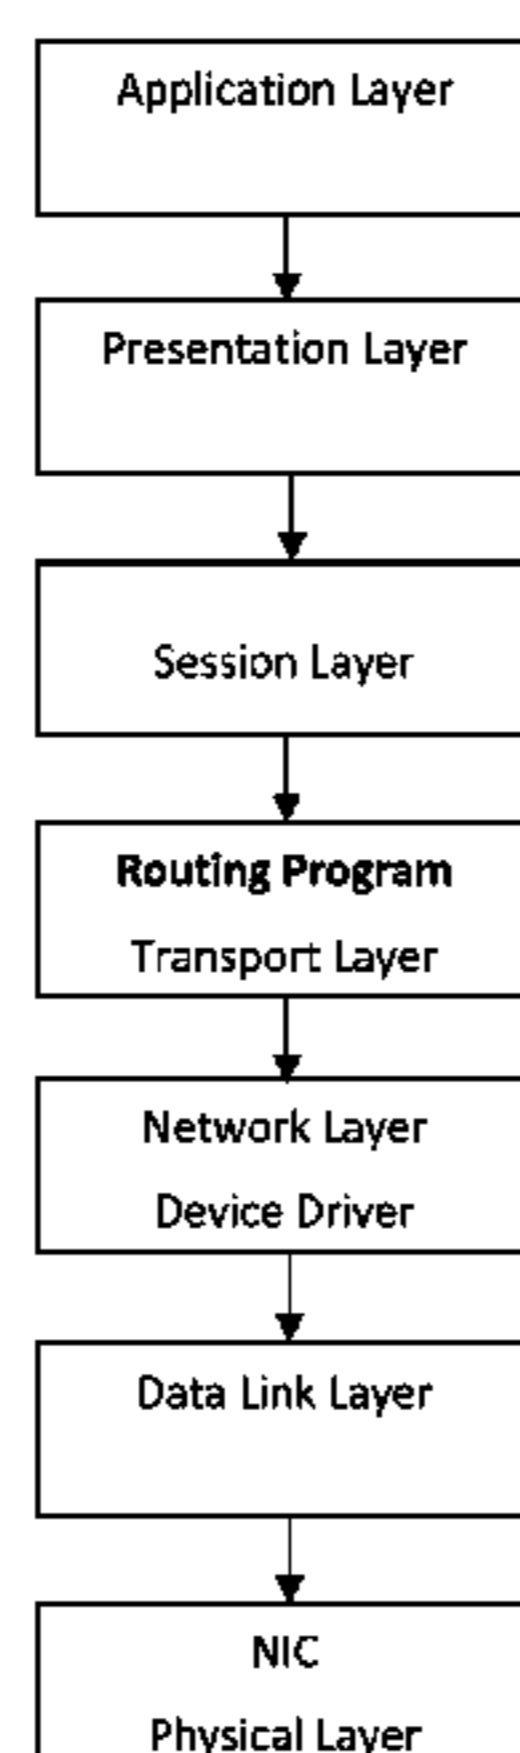 Application Layer
Presentation Layer
Session Layer
Routing Program
Transport Layer
Network Layer
Device Driver
Data Link Layer
NIC
Physical Layer